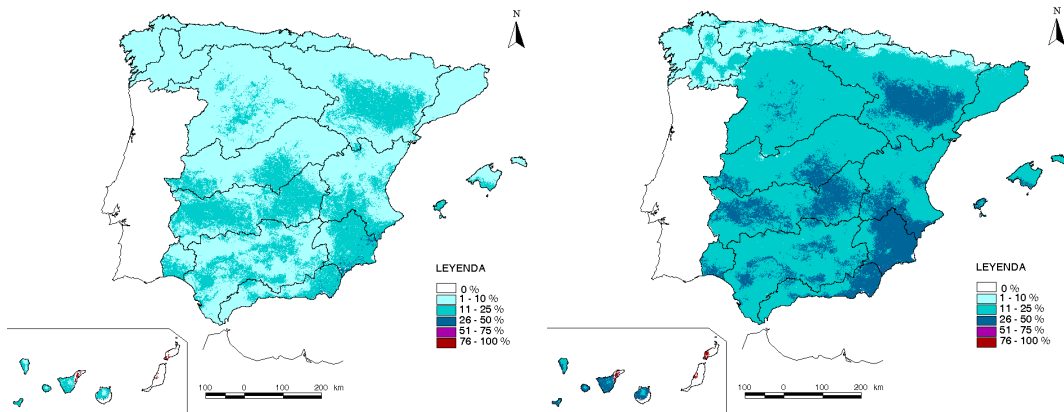 N
LEYENDA
0 %
1 - 10 %
11 - 25 %
26 - 50 %
51 - 75 %
76 - 100 %
100 0 100 200 km
N
LEYENDA
0 %
1 - 10 %
11 - 25 %
26 - 50 %
51 - 75 %
76 - 100 %
100 0 100 200 km